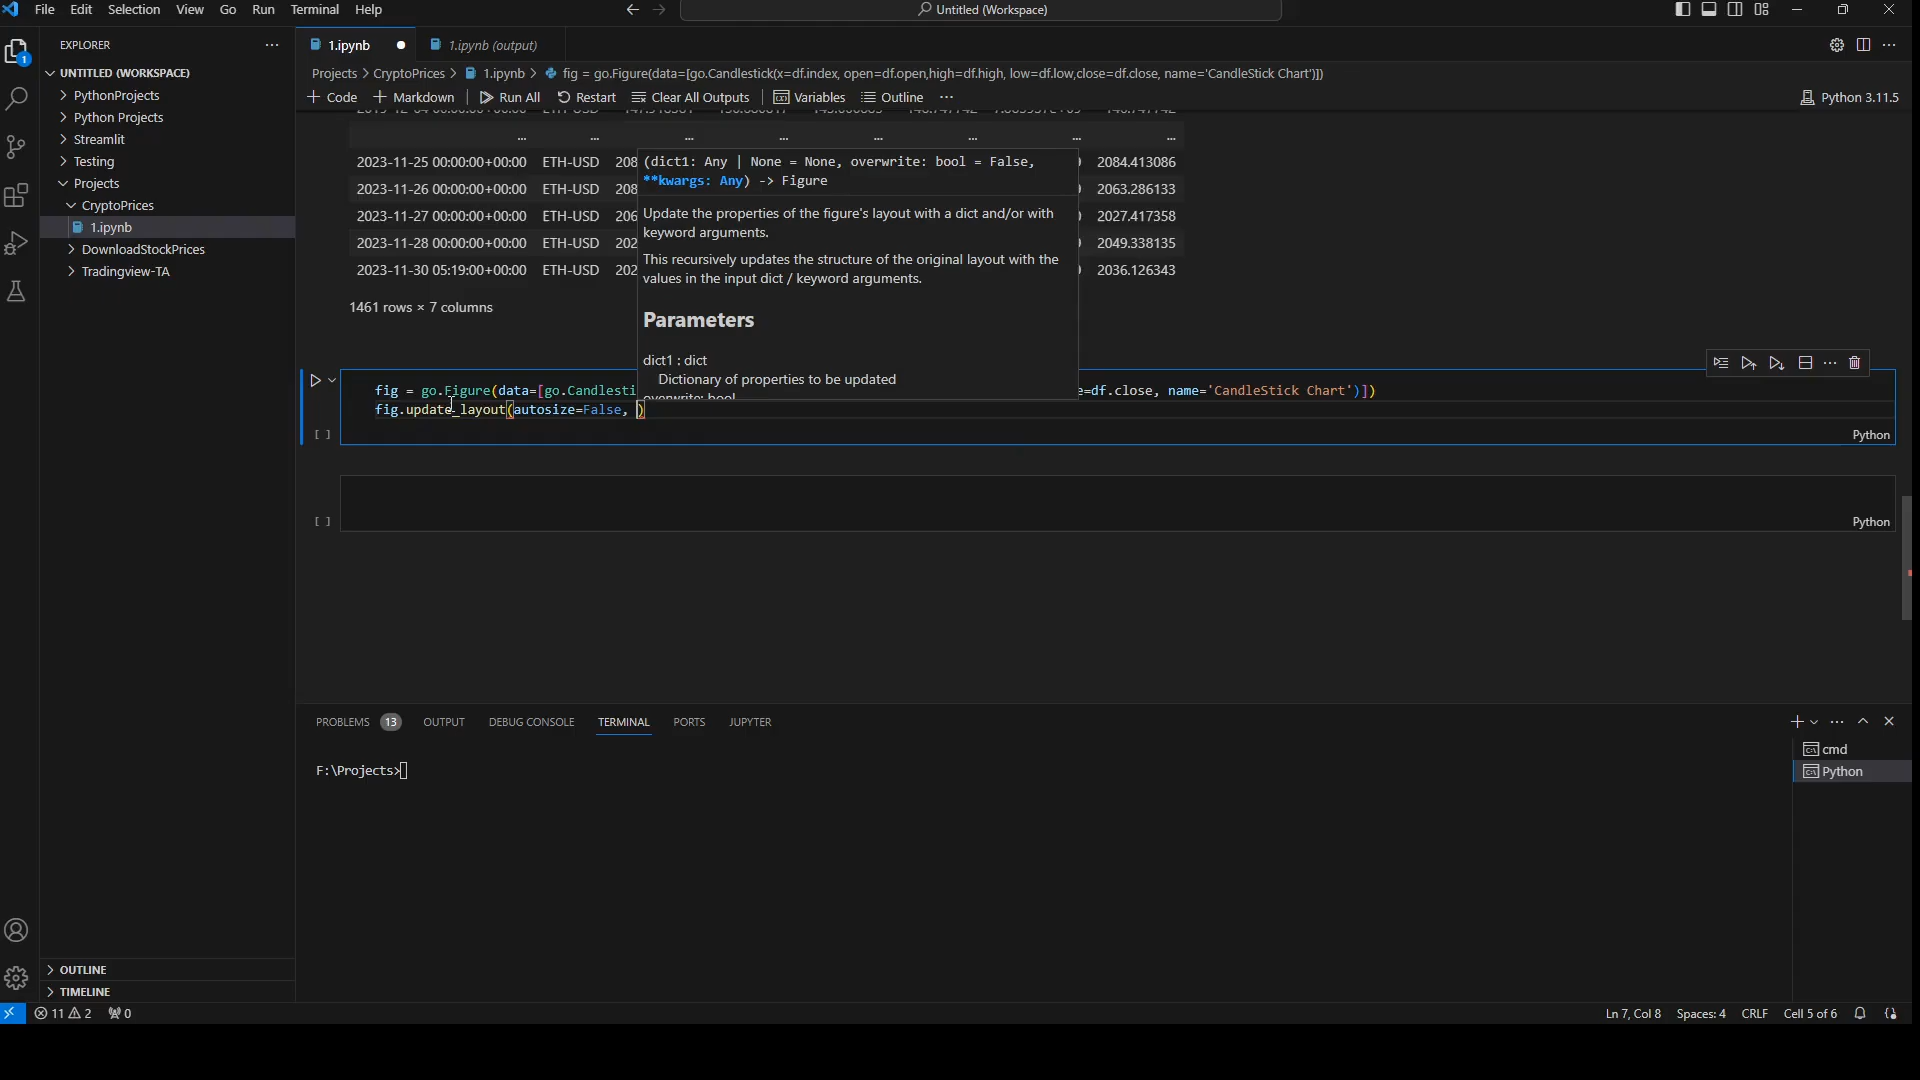 File Edit Selection View Go Run Terminal Help
Untitled (Workspace)
EXPLORER
1
UNTITLED (WORKSPACE)
PythonProjects
Python Projects
Streamlit
Testing
Projects
CryptoPrices
1.ipynb
DownloadStockPrices
Tradingview-TA
OUTLINE
TIMELINE
1.ipynb
1.ipynb (output)
Projects > CryptoPrices > 1.ipynb > fig = go.Figure(data=[go.Candlestick(x=df.index, open=df.open,high=df.high, low=df.low,close=df.close, name='CandleStick Chart')])
+ Code + Markdown | Run All Restart Clear All Outputs | Variables Outline ...
Python 3.11.5
... ... ... ... ... ... ... ...
2023-11-25 00:00:00+00:00 ETH-USD 208 2084.413086
2023-11-26 00:00:00+00:00 ETH-USD 208 2063.286133
2023-11-27 00:00:00+00:00 ETH-USD 206 2027.417358
2023-11-28 00:00:00+00:00 ETH-USD 202 2049.338135
2023-11-30 05:19:00+00:00 ETH-USD 202 2036.126343
1461 rows × 7 columns
(dict1: Any | None = None, overwrite: bool = False,
**kwargs: Any) -> Figure
Update the properties of the figure's layout with a dict and/or with
keyword arguments.
This recursively updates the structure of the original layout with the
values in the input dict / keyword arguments.
Parameters
dict1 : dict
Dictionary of properties to be updated
overwrite: bool
fig = go.Figure(data=[go.Candlesti e=df.close, name='CandleStick Chart')])
fig.update_layout(autosize=False, )
[ ]
Python
[ ]
Python
PROBLEMS 13 OUTPUT DEBUG CONSOLE TERMINAL PORTS JUPYTER
F:\Projects>
cmd
Python
11 2 0
Ln 7, Col 8 Spaces: 4 CRLF Cell 5 of 6